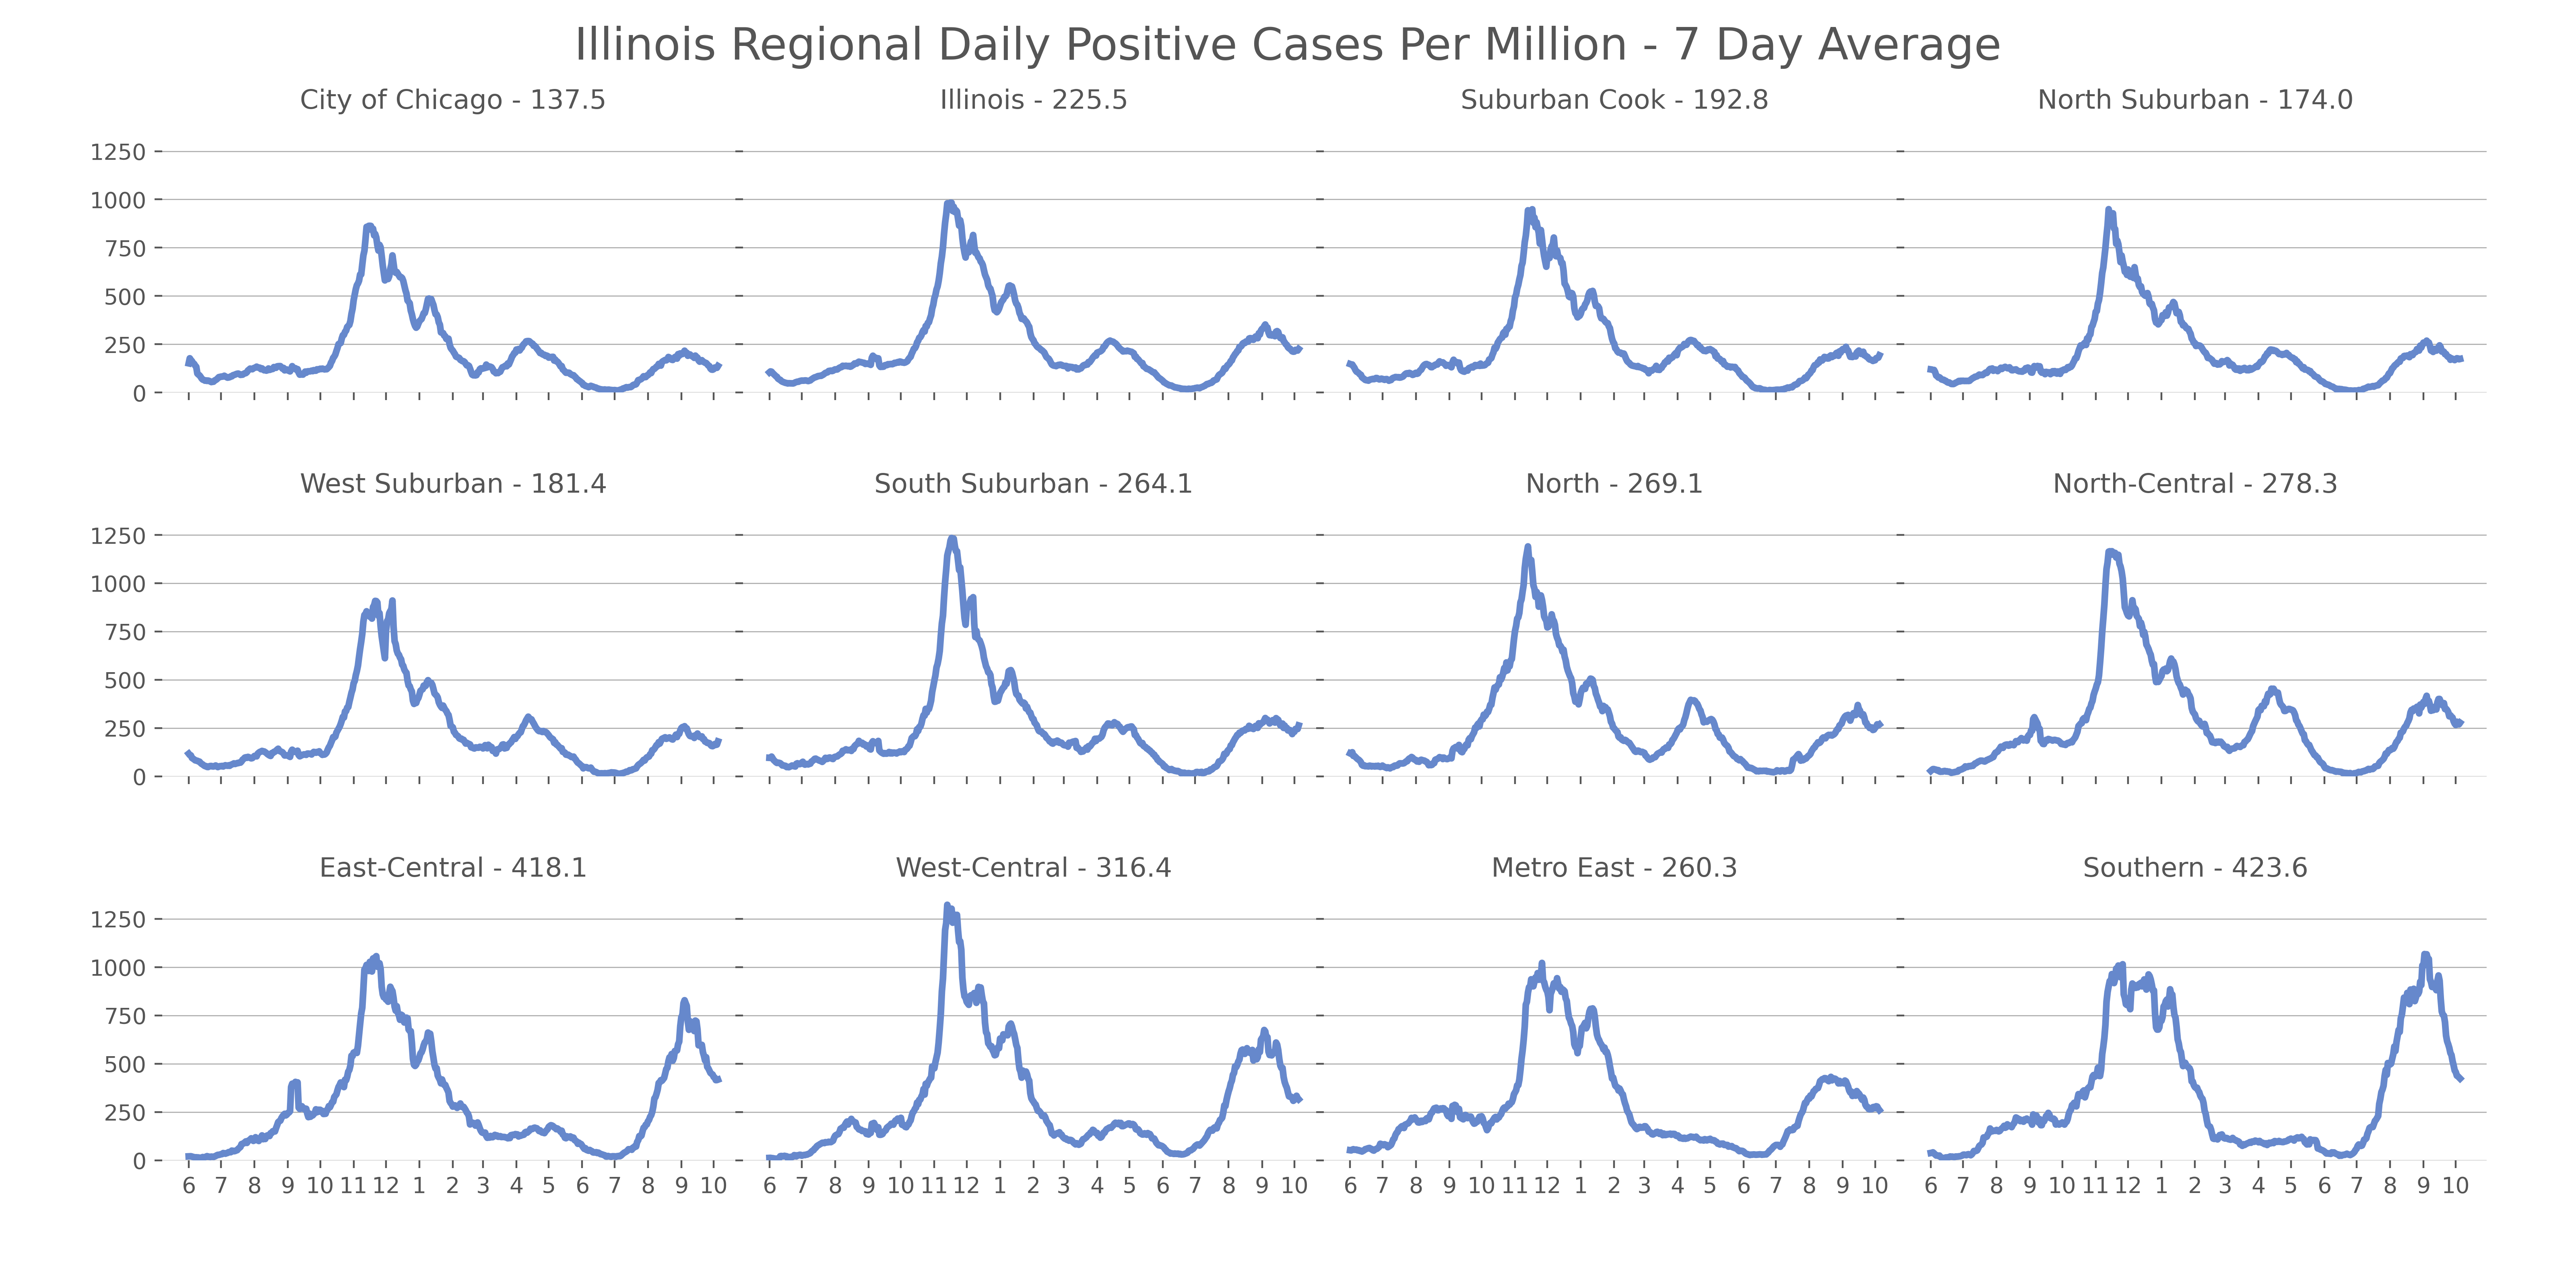 Illinois Regional Daily Positive Cases Per Million - 7 Day Average
City of Chicago - 137.5
Illinois - 225.5
Suburban Cook - 192.8
North Suburban - 174.0
1250
1000
750
500
250
0
West Suburban - 181.4
South Suburban - 264.1
North - 269.1
North-Central - 278.3
1250
1000
750
500
250
0
East-Central - 418.1
West-Central - 316.4
Metro East - 260.3
Southern - 423.6
1250
1000
750
500
250
0
6 7 8 9 10 11 12 1 2 3 4 5 6 7 8 9 10
6 7 8 9 10 11 12 1 2 3 4 5 6 7 8 9 10
6 7 8 9 10 11 12 1 2 3 4 5 6 7 8 9 10
6 7 8 9 10 11 12 1 2 3 4 5 6 7 8 9 10